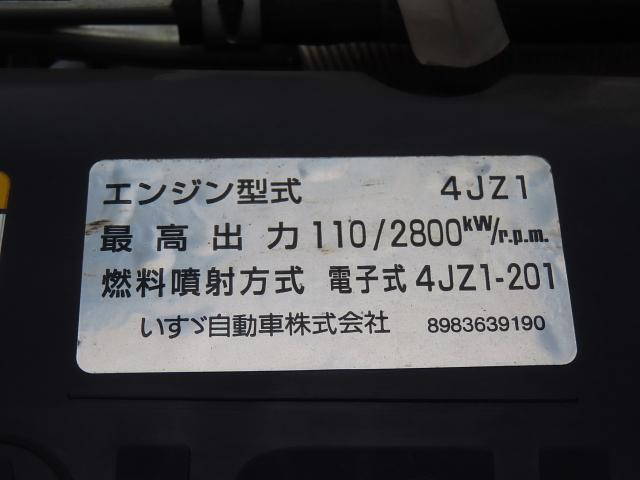 エンジン型式 4JZ1
最高出力 110/2800kW/r.p.m.
燃料噴射方式 電子式 4JZ1-201
いすゞ自動車株式会社 8983639190